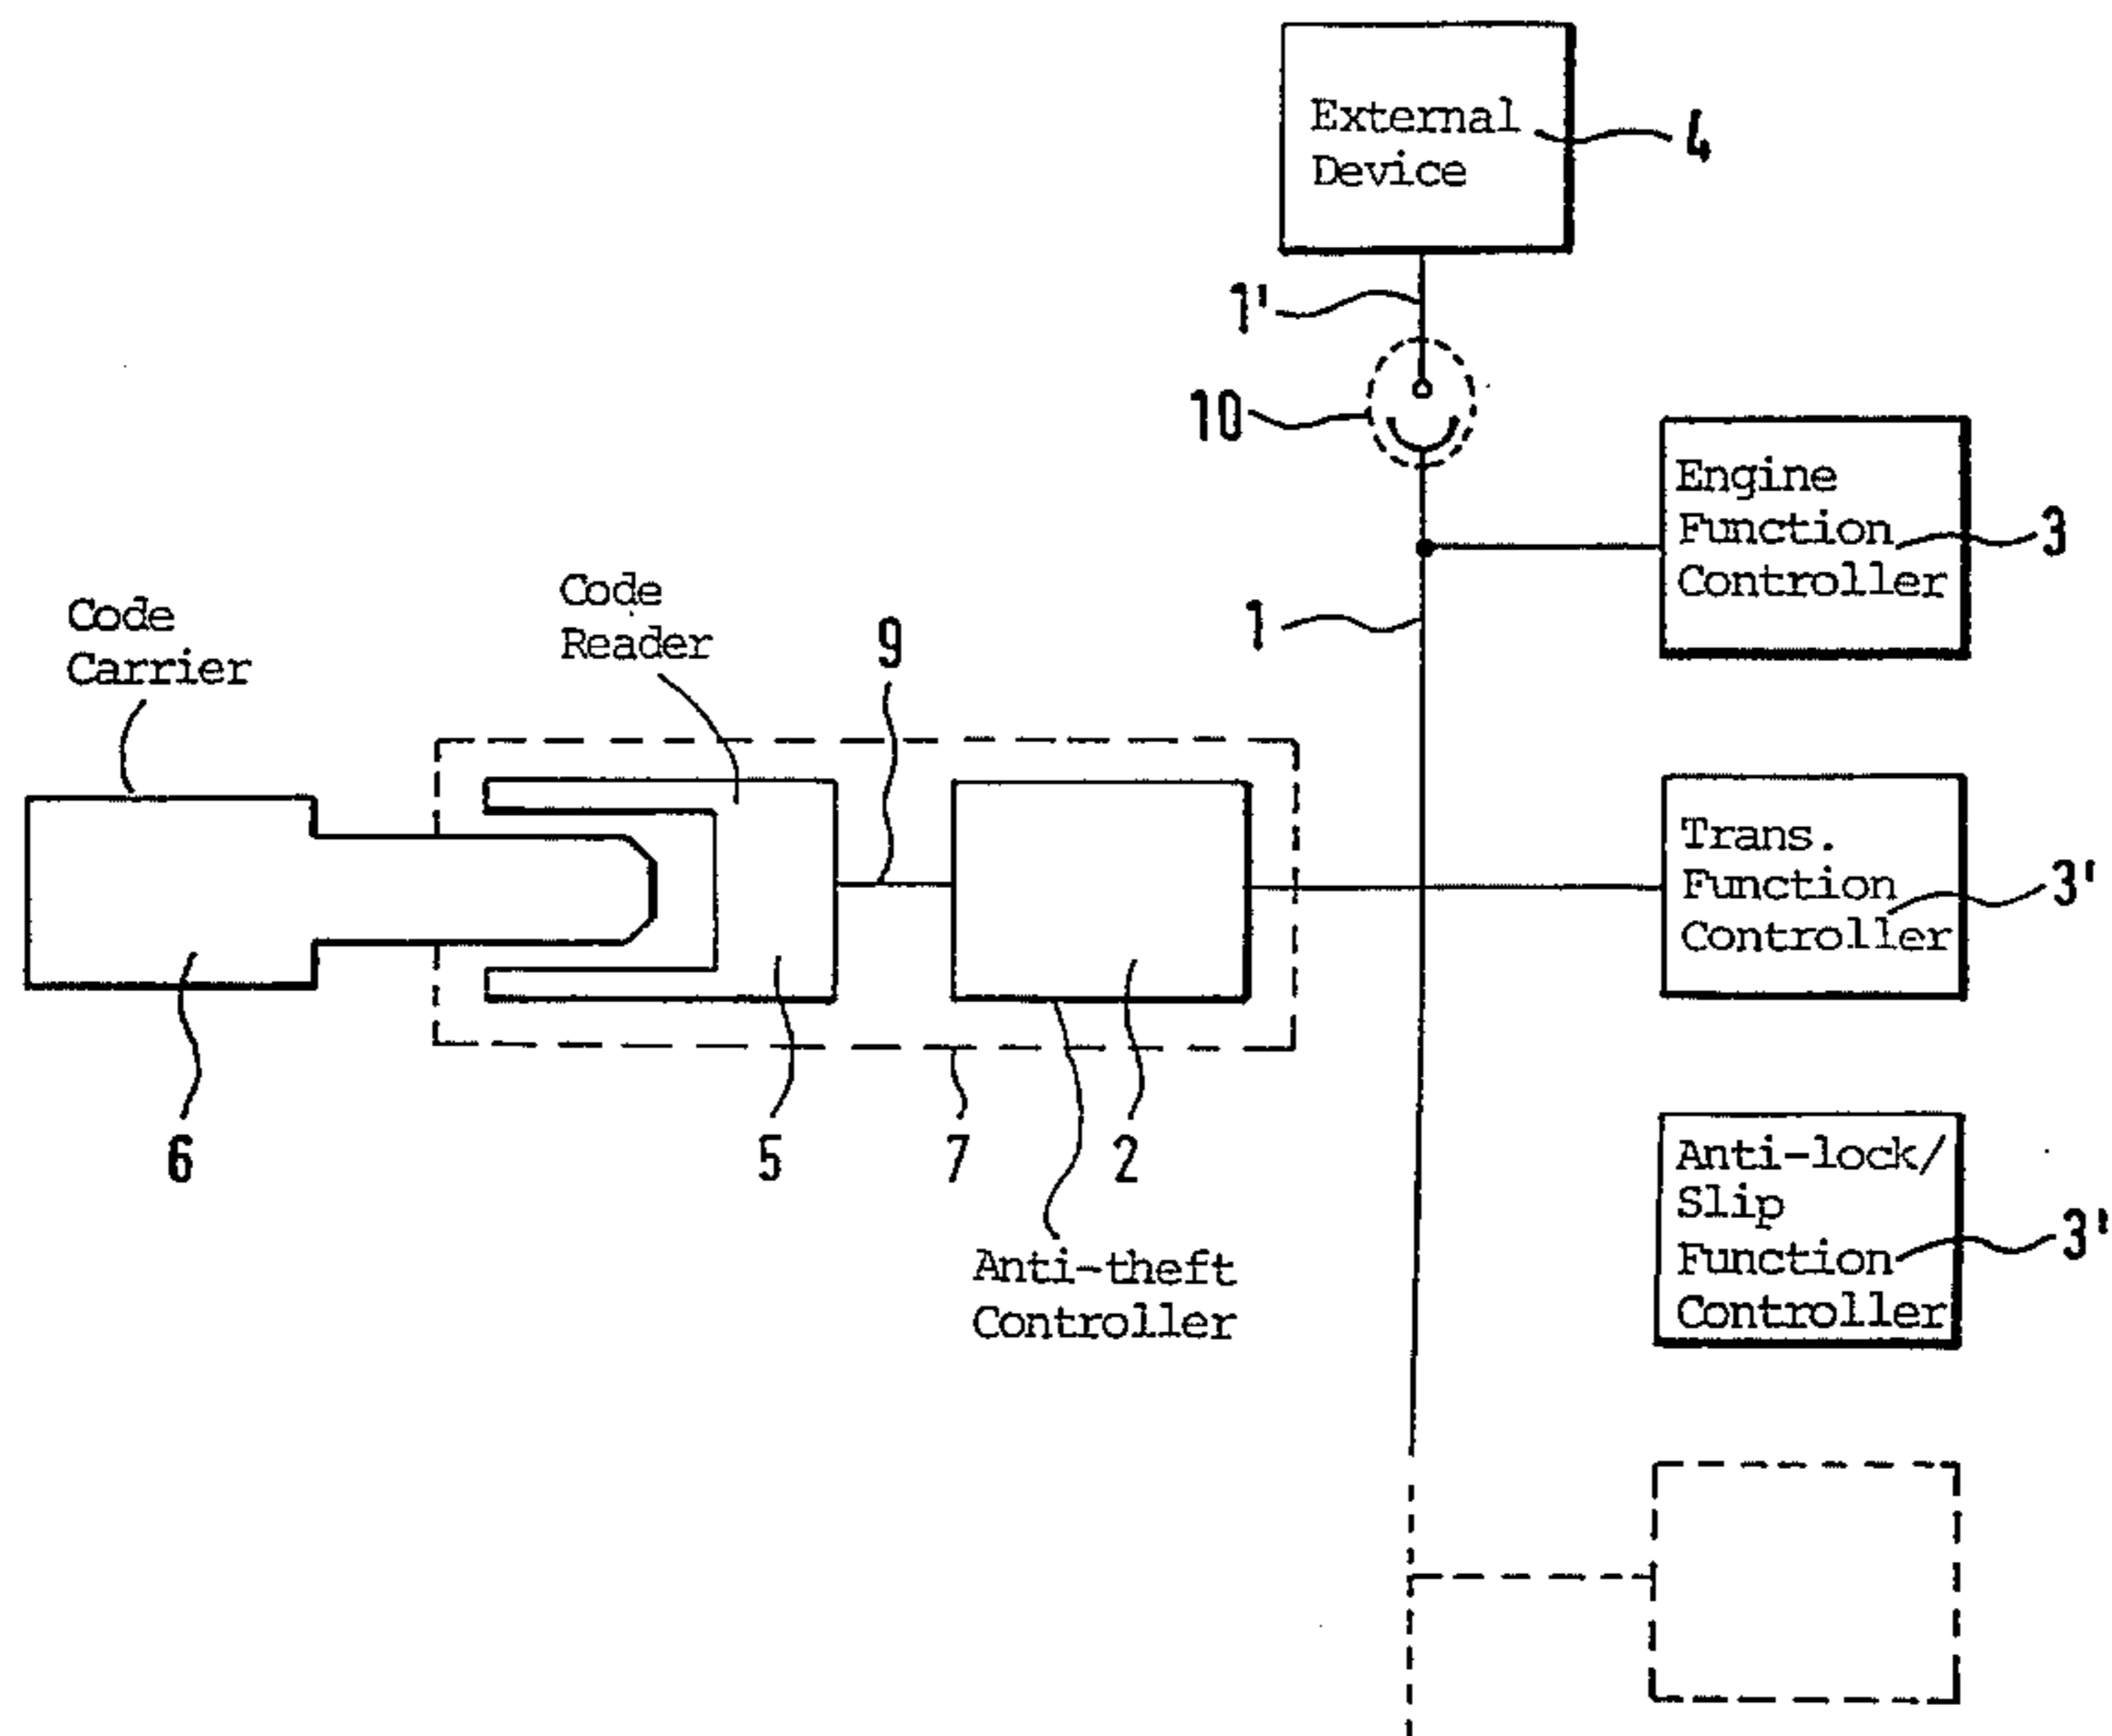 External
Device
4
1'
10
Engine
Function
Controller
3
1
Code
Reader
9
Code
Carrier
Trans.
Function
Controller
3'
6
5
7
2
Anti-theft
Controller
Anti-lock/
Slip
Function
Controller
3'